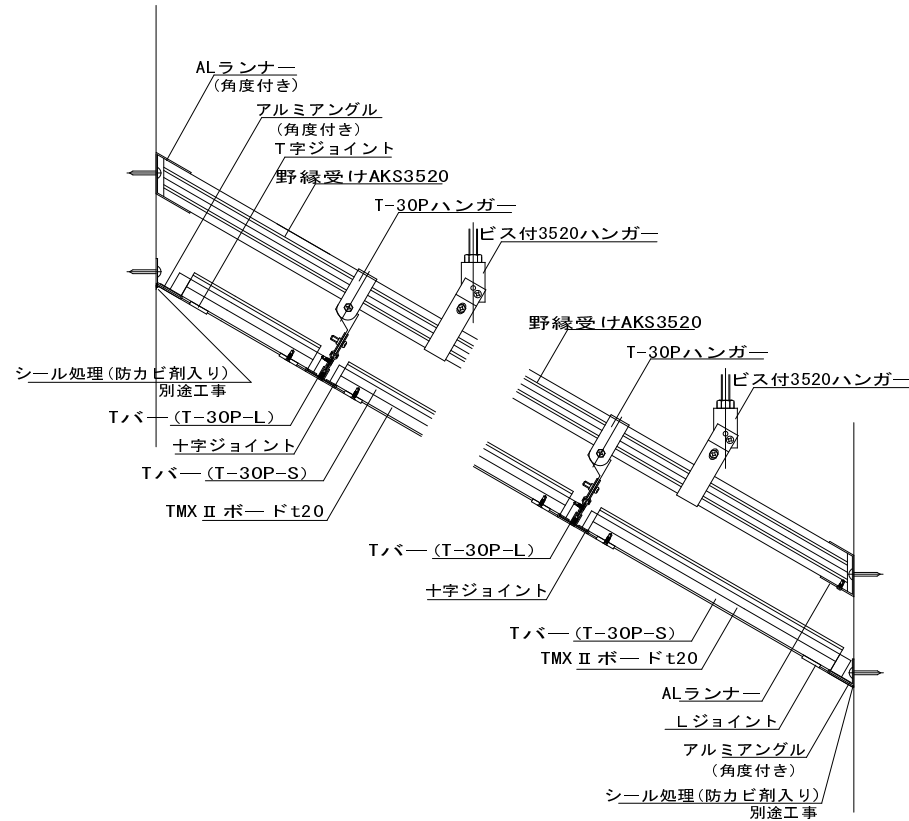 ALランナー
(角度付き)
アルミアングル
(角度付き)
T字ジョイント
野縁受けAKS3520
T-30Pハンガー
ビス付3520ハンガー
シール処理(防カビ剤入り)
別途工事
Tバー(T-30P-L)
十字ジョイント
Tバー(T-30P-S)
TMXⅡボードt20
野縁受けAKS3520
T-30Pハンガー
ビス付3520ハンガー
Tバー(T-30P-L)
十字ジョイント
Tバー(T-30P-S)
TMXⅡボードt20
ALランナー
Lジョイント
アルミアングル
(角度付き)
シール処理(防カビ剤入り)
別途工事